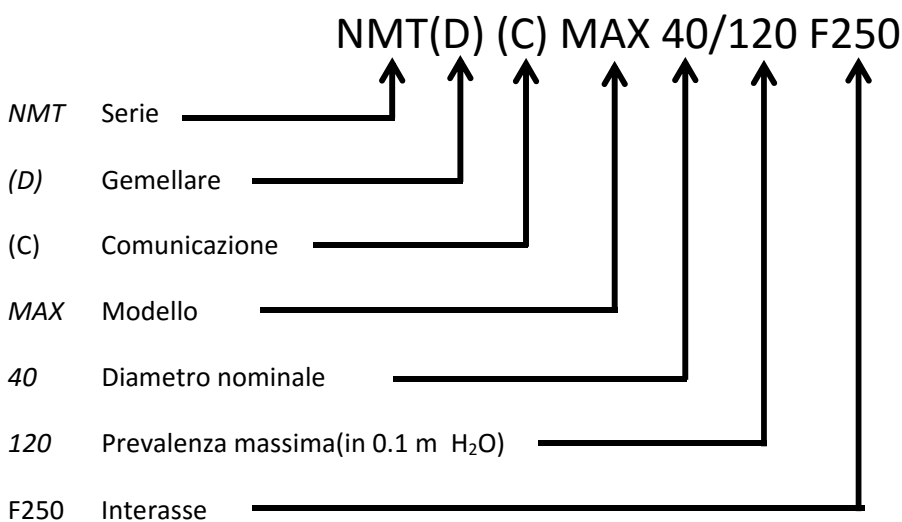 NMT(D) (C) MAX 40/120 F250
NMT Serie
(D) Gemellare
(C) Comunicazione
MAX Modello
40 Diametro nominale
120 Prevalenza massima(in 0.1 m H₂O)
F250 Interasse